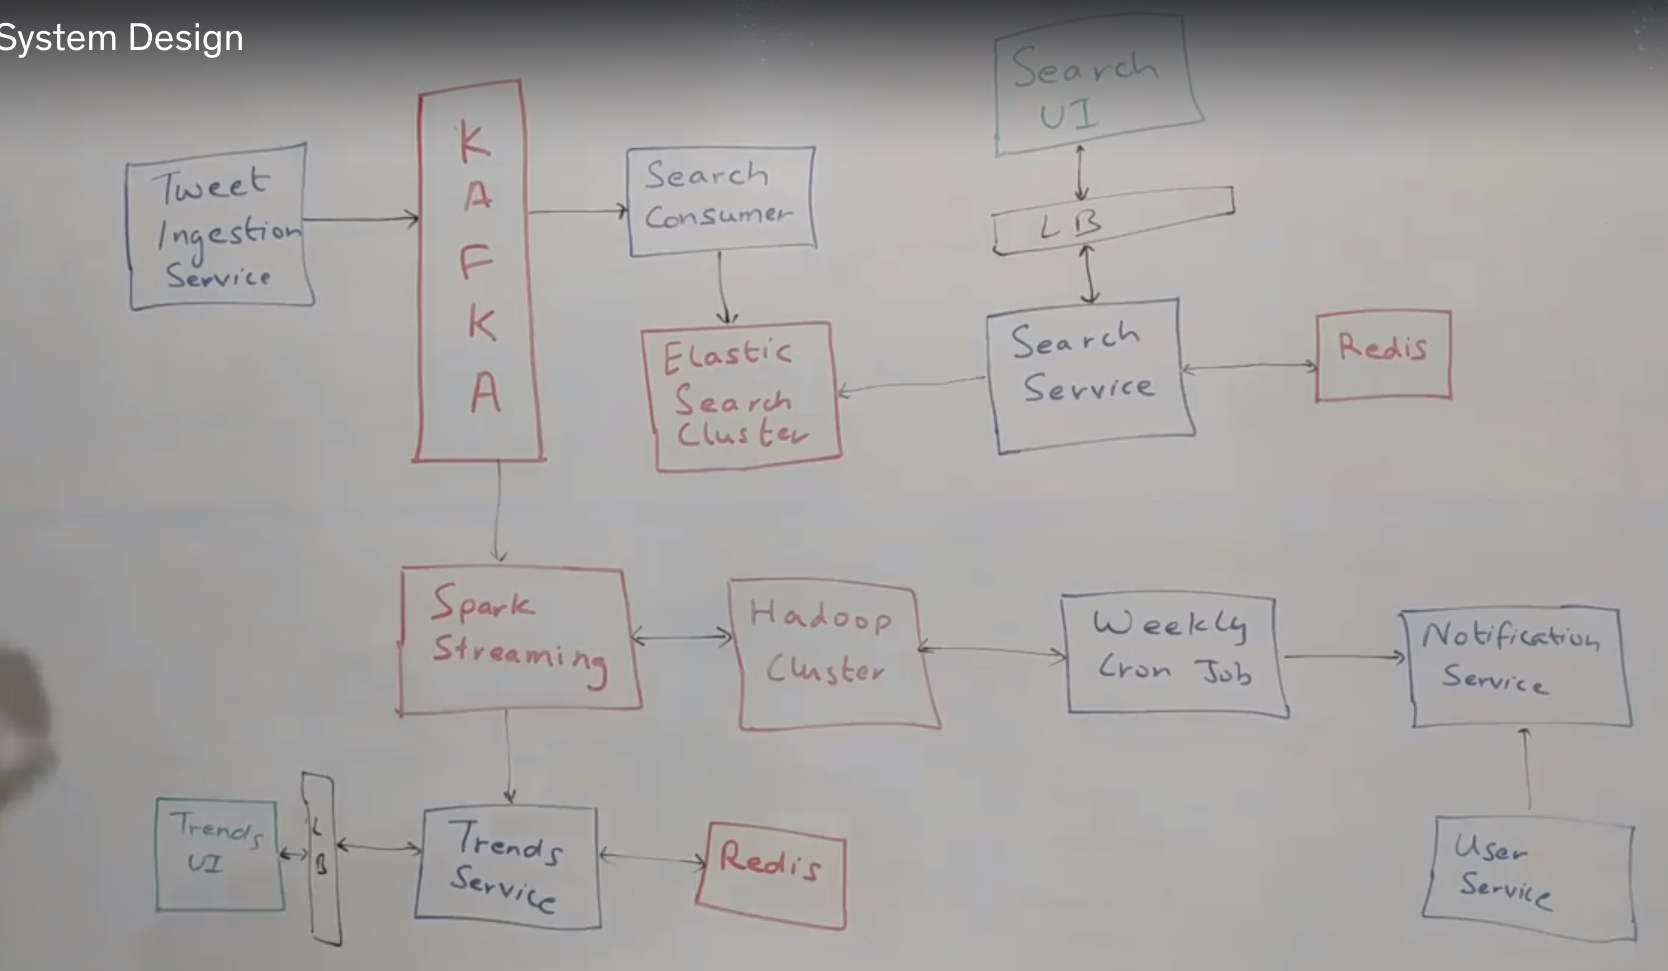 System Design
Search
UI
K
A
F
K
A
Tweet
Ingestion
Service
Search
Consumer
LB
Elastic
Search
Cluster
Search
Service
Redis
Spark
Streaming
Hadoop
Cluster
Weekly
Cron Job
Notification
Service
Trends
UI
L
B
Trends
Service
Redis
User
Service